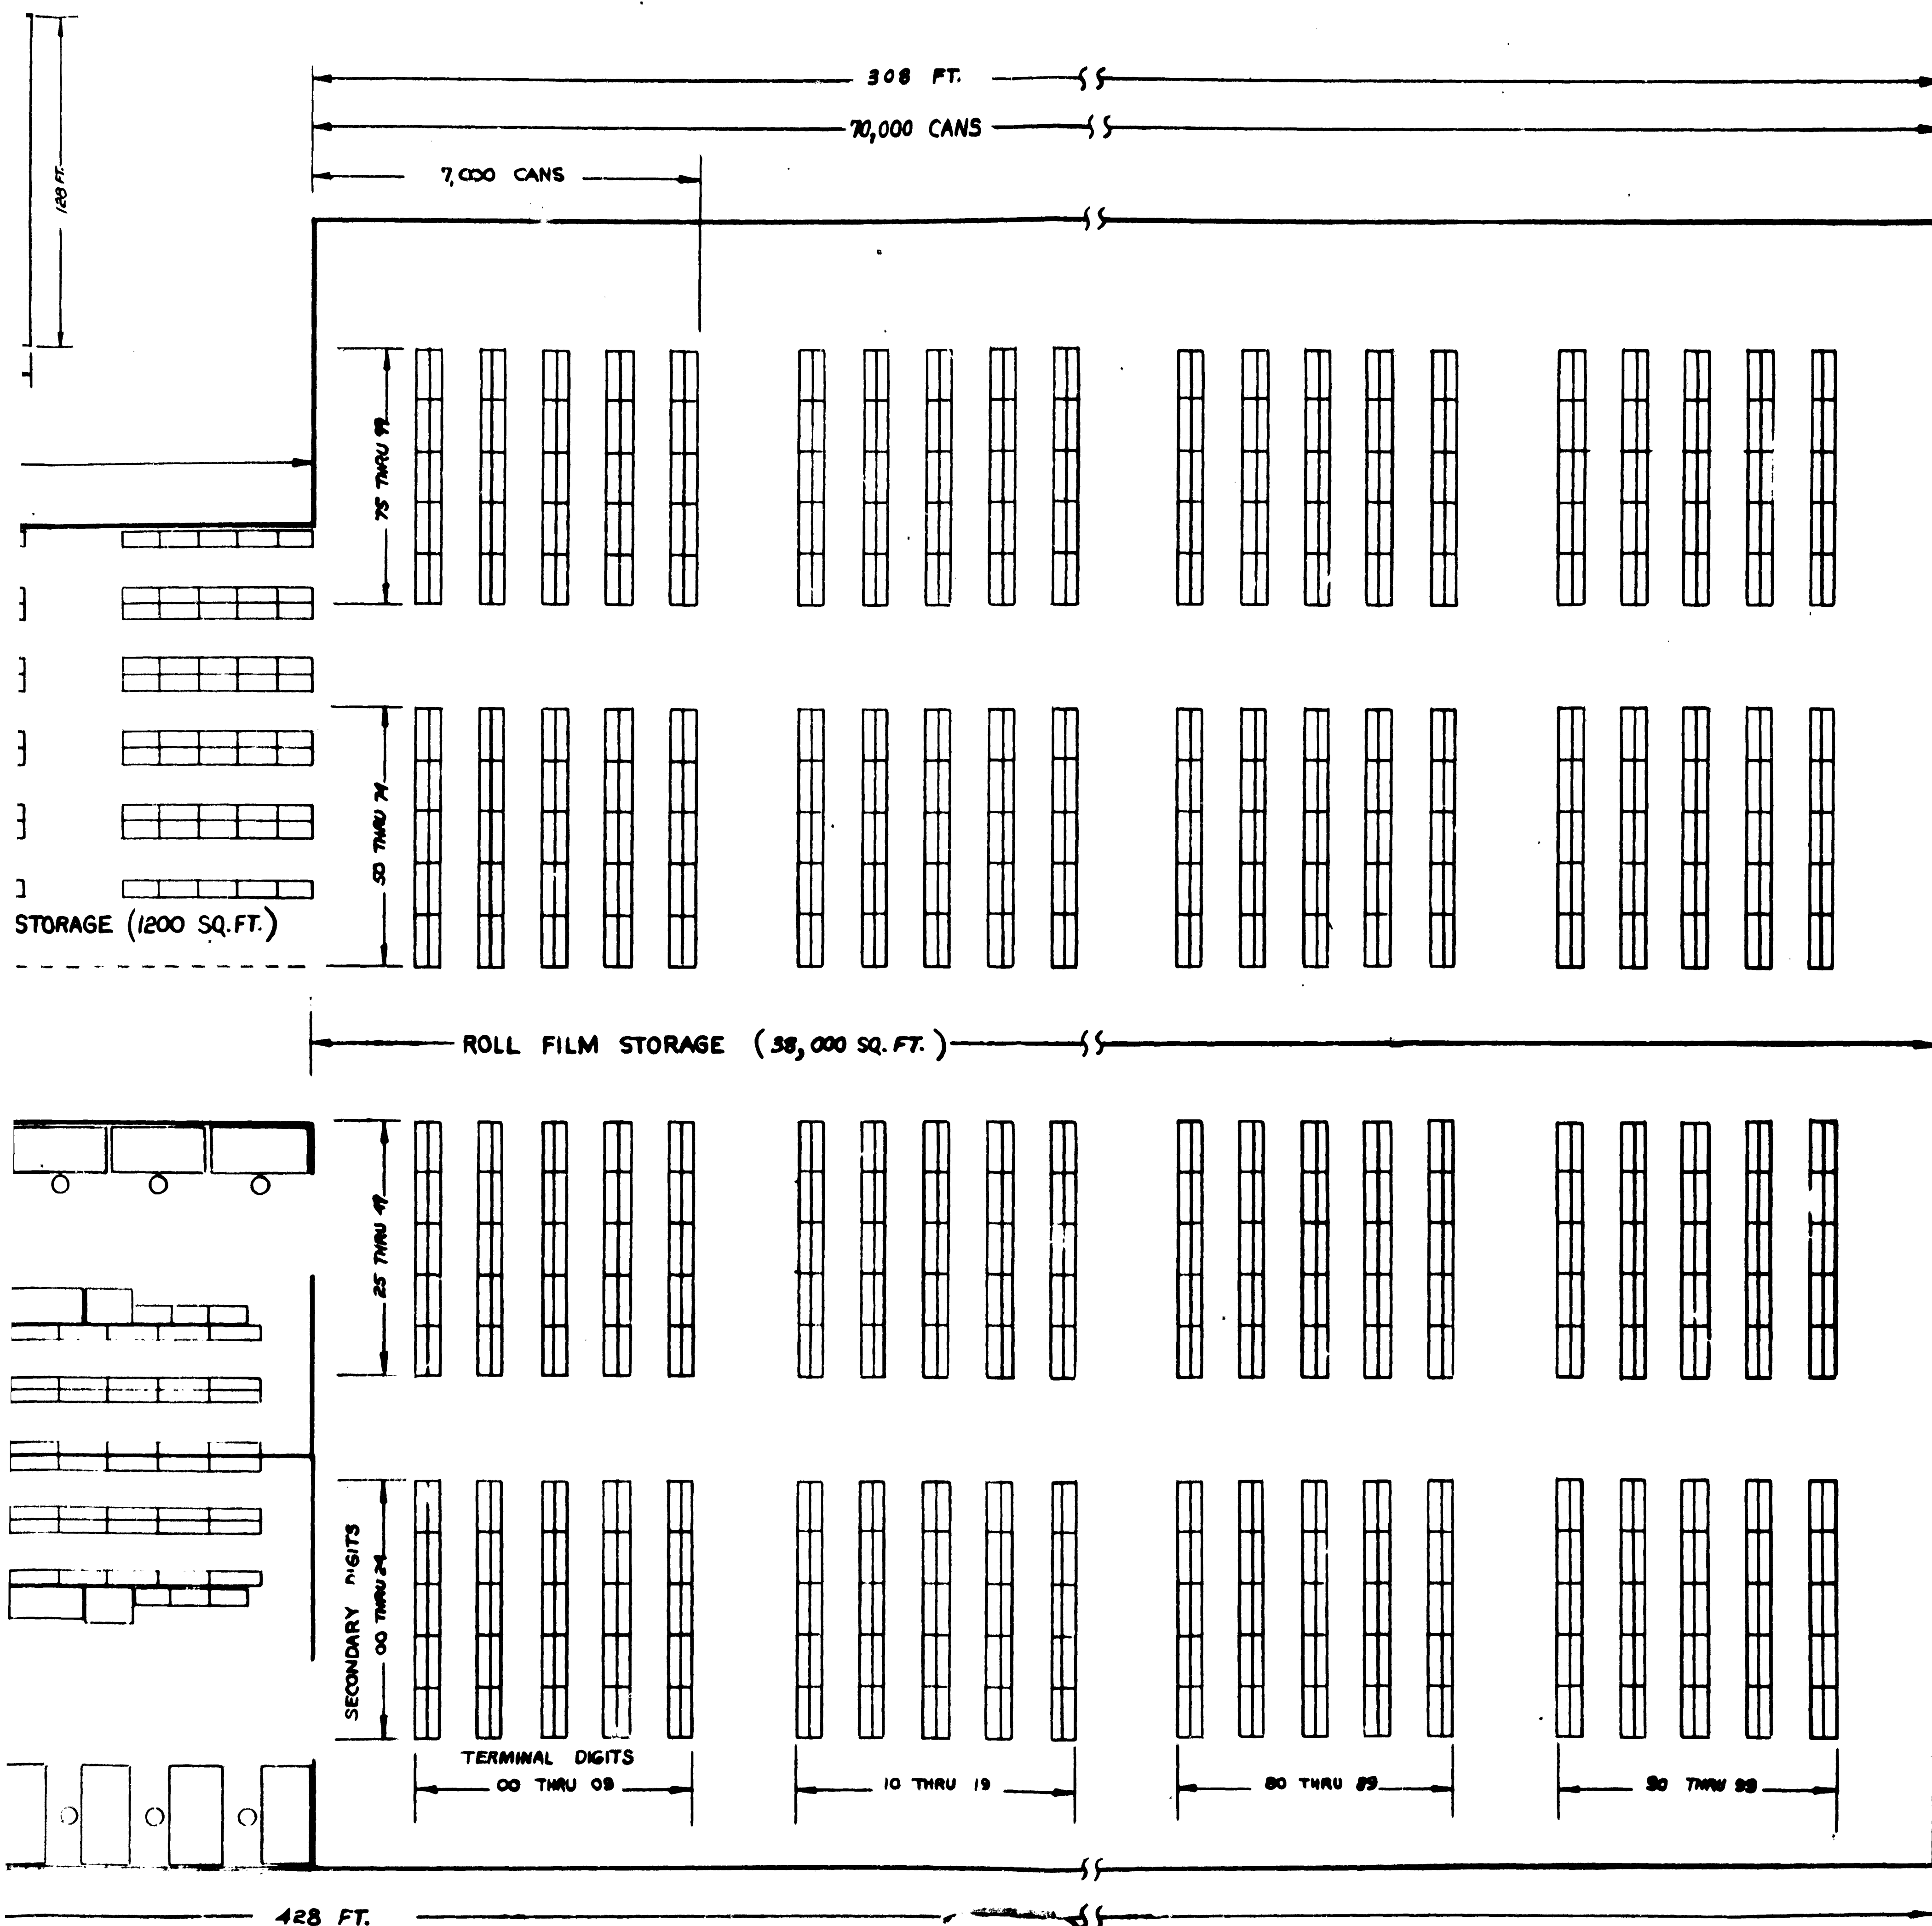 308 FT.
70,000 CANS
7,000 CANS
128 FT.
75 THRU 99
50 THRU 74
STORAGE (1200 SQ.FT.)
ROLL FILM STORAGE (38,000 SQ. FT.)
25 THRU 49
SECONDARY DIGITS
00 THRU 24
TERMINAL DIGITS
00 THRU 09
10 THRU 19
80 THRU 89
90 THRU 99
428 FT.